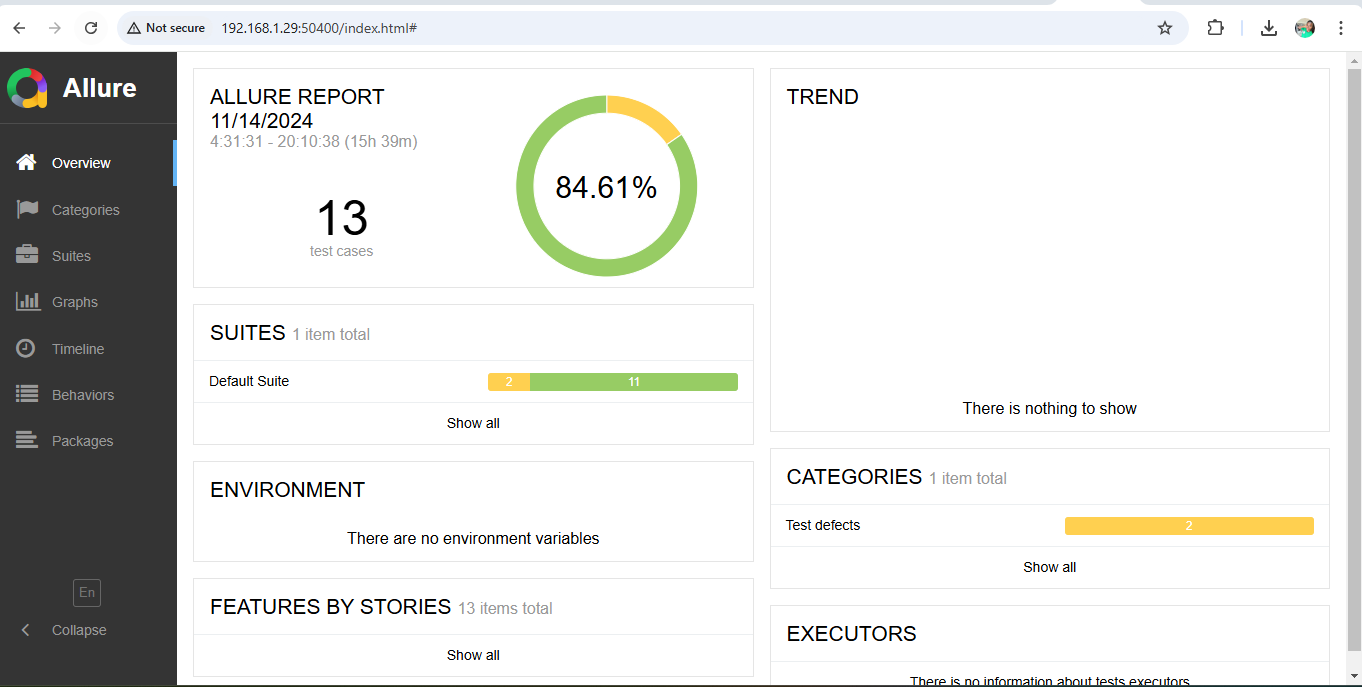 Not secure
192.168.1.29:50400/index.html#
Allure
Overview
Categories
Suites
Graphs
Timeline
Behaviors
Packages
En
Collapse
ALLURE REPORT
11/14/2024
4:31:31 - 20:10:38 (15h 39m)
13
test cases
84.61%
SUITES 1 item total
Default Suite
2
11
Show all
ENVIRONMENT
There are no environment variables
FEATURES BY STORIES 13 items total
Show all
TREND
There is nothing to show
CATEGORIES 1 item total
Test defects
2
Show all
EXECUTORS
There is no information about tests executors